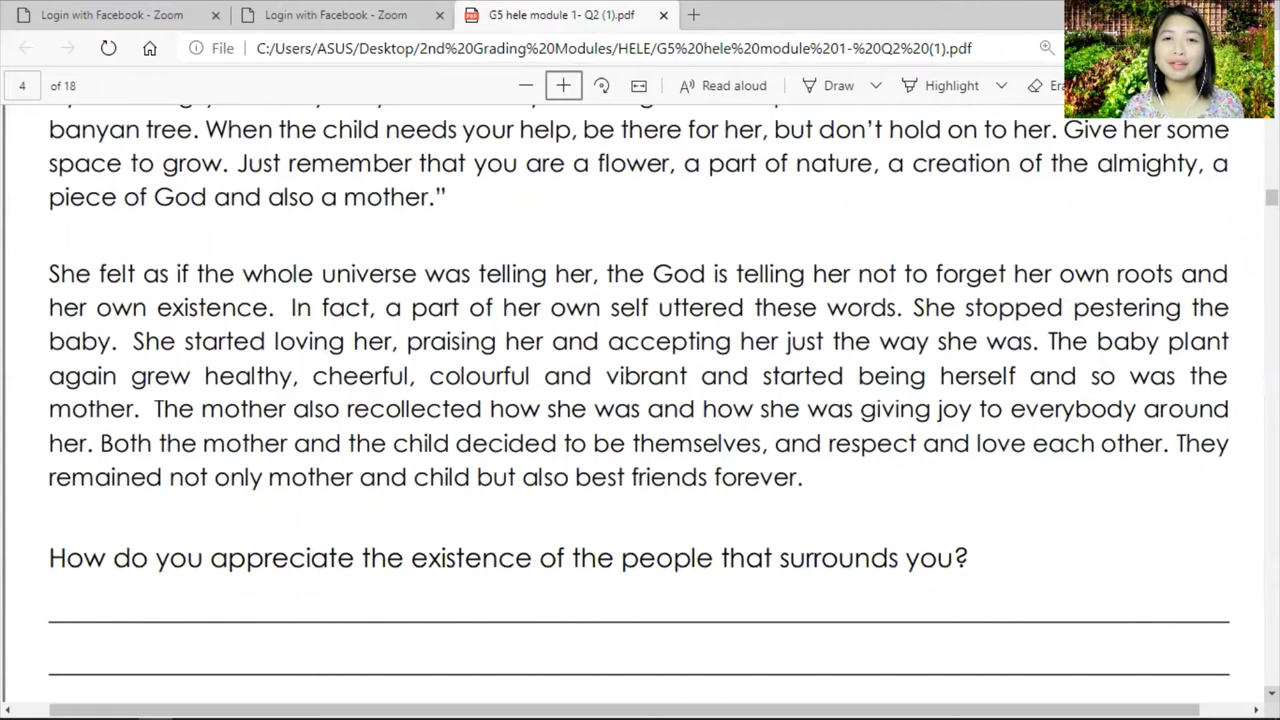 Login with Facebook - Zoom
Login with Facebook - Zoom
G5 hele module 1- Q2 (1).pdf
File
C:/Users/ASUS/Desktop/2nd%20Grading%20Modules/HELE/G5%20hele%20module%201-%20Q2%20(1).pdf
4 of 18
Read aloud
Draw
Highlight
banyan tree. When the child needs your help, be there for her, but don't hold on to her. Give her some
space to grow. Just remember that you are a flower, a part of nature, a creation of the almighty, a
piece of God and also a mother.”
She felt as if the whole universe was telling her, the God is telling her not to forget her own roots and
her own existence. In fact, a part of her own self uttered these words. She stopped pestering the
baby. She started loving her, praising her and accepting her just the way she was. The baby plant
again grew healthy, cheerful, colourful and vibrant and started being herself and so was the
mother. The mother also recollected how she was and how she was giving joy to everybody around
her. Both the mother and the child decided to be themselves, and respect and love each other. They
remained not only mother and child but also best friends forever.
How do you appreciate the existence of the people that surrounds you?